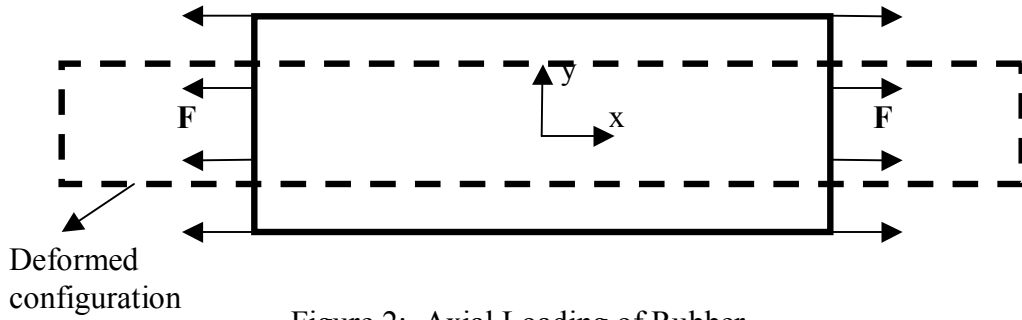 y
F
x
F
Deformed
configuration
Figure 2: Axial Loading of Rubber